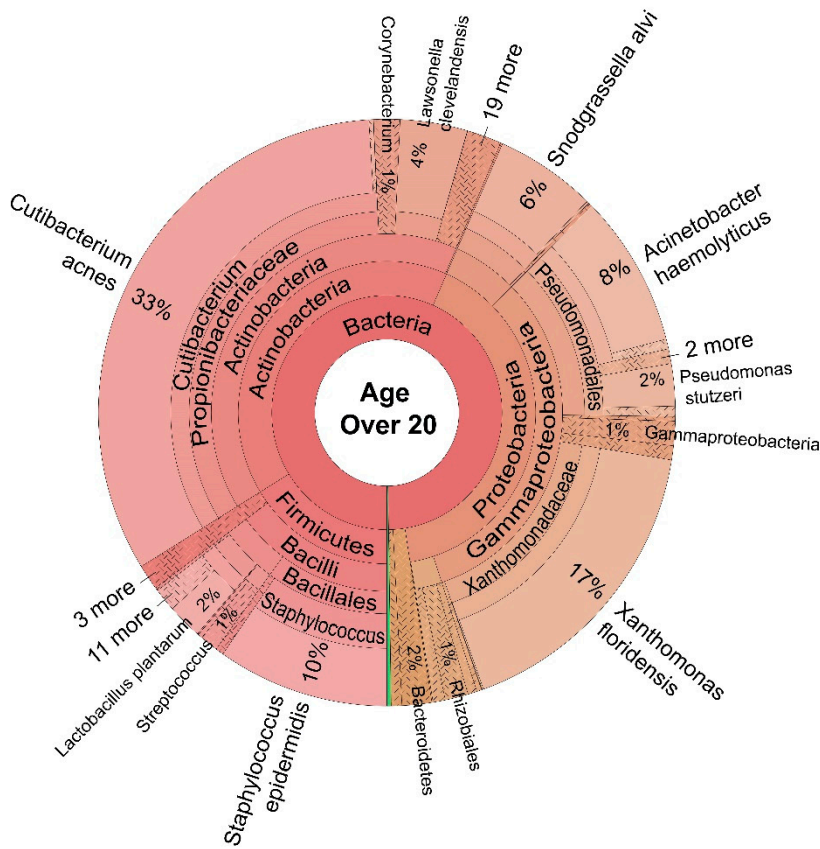 Age
Over 20
Bacteria
Actinobacteria
Actinobacteria
Propionibacteriaceae
Cutibacterium
Cutibacterium
acnes
33%
Corynebacterium
1%
Lawsonella
clevelandensis
4%
19 more
Snodgrassella alvi
6%
Acinetobacter
haemolyticus
8%
Pseudomonadales
2 more
2%
Pseudomonas
stutzeri
1%
Gammaproteobacteria
Proteobacteria
Gammaproteobacteria
Xanthomonadaceae
17%
Xanthomonas
floridensis
1%
Rhizobiales
2%
Bacteroidetes
Firmicutes
Bacilli
Bacillales
Staphylococcus
10%
Staphylococcus
epidermidis
1%
Streptococcus
2%
Lactobacillus plantarum
11 more
3 more